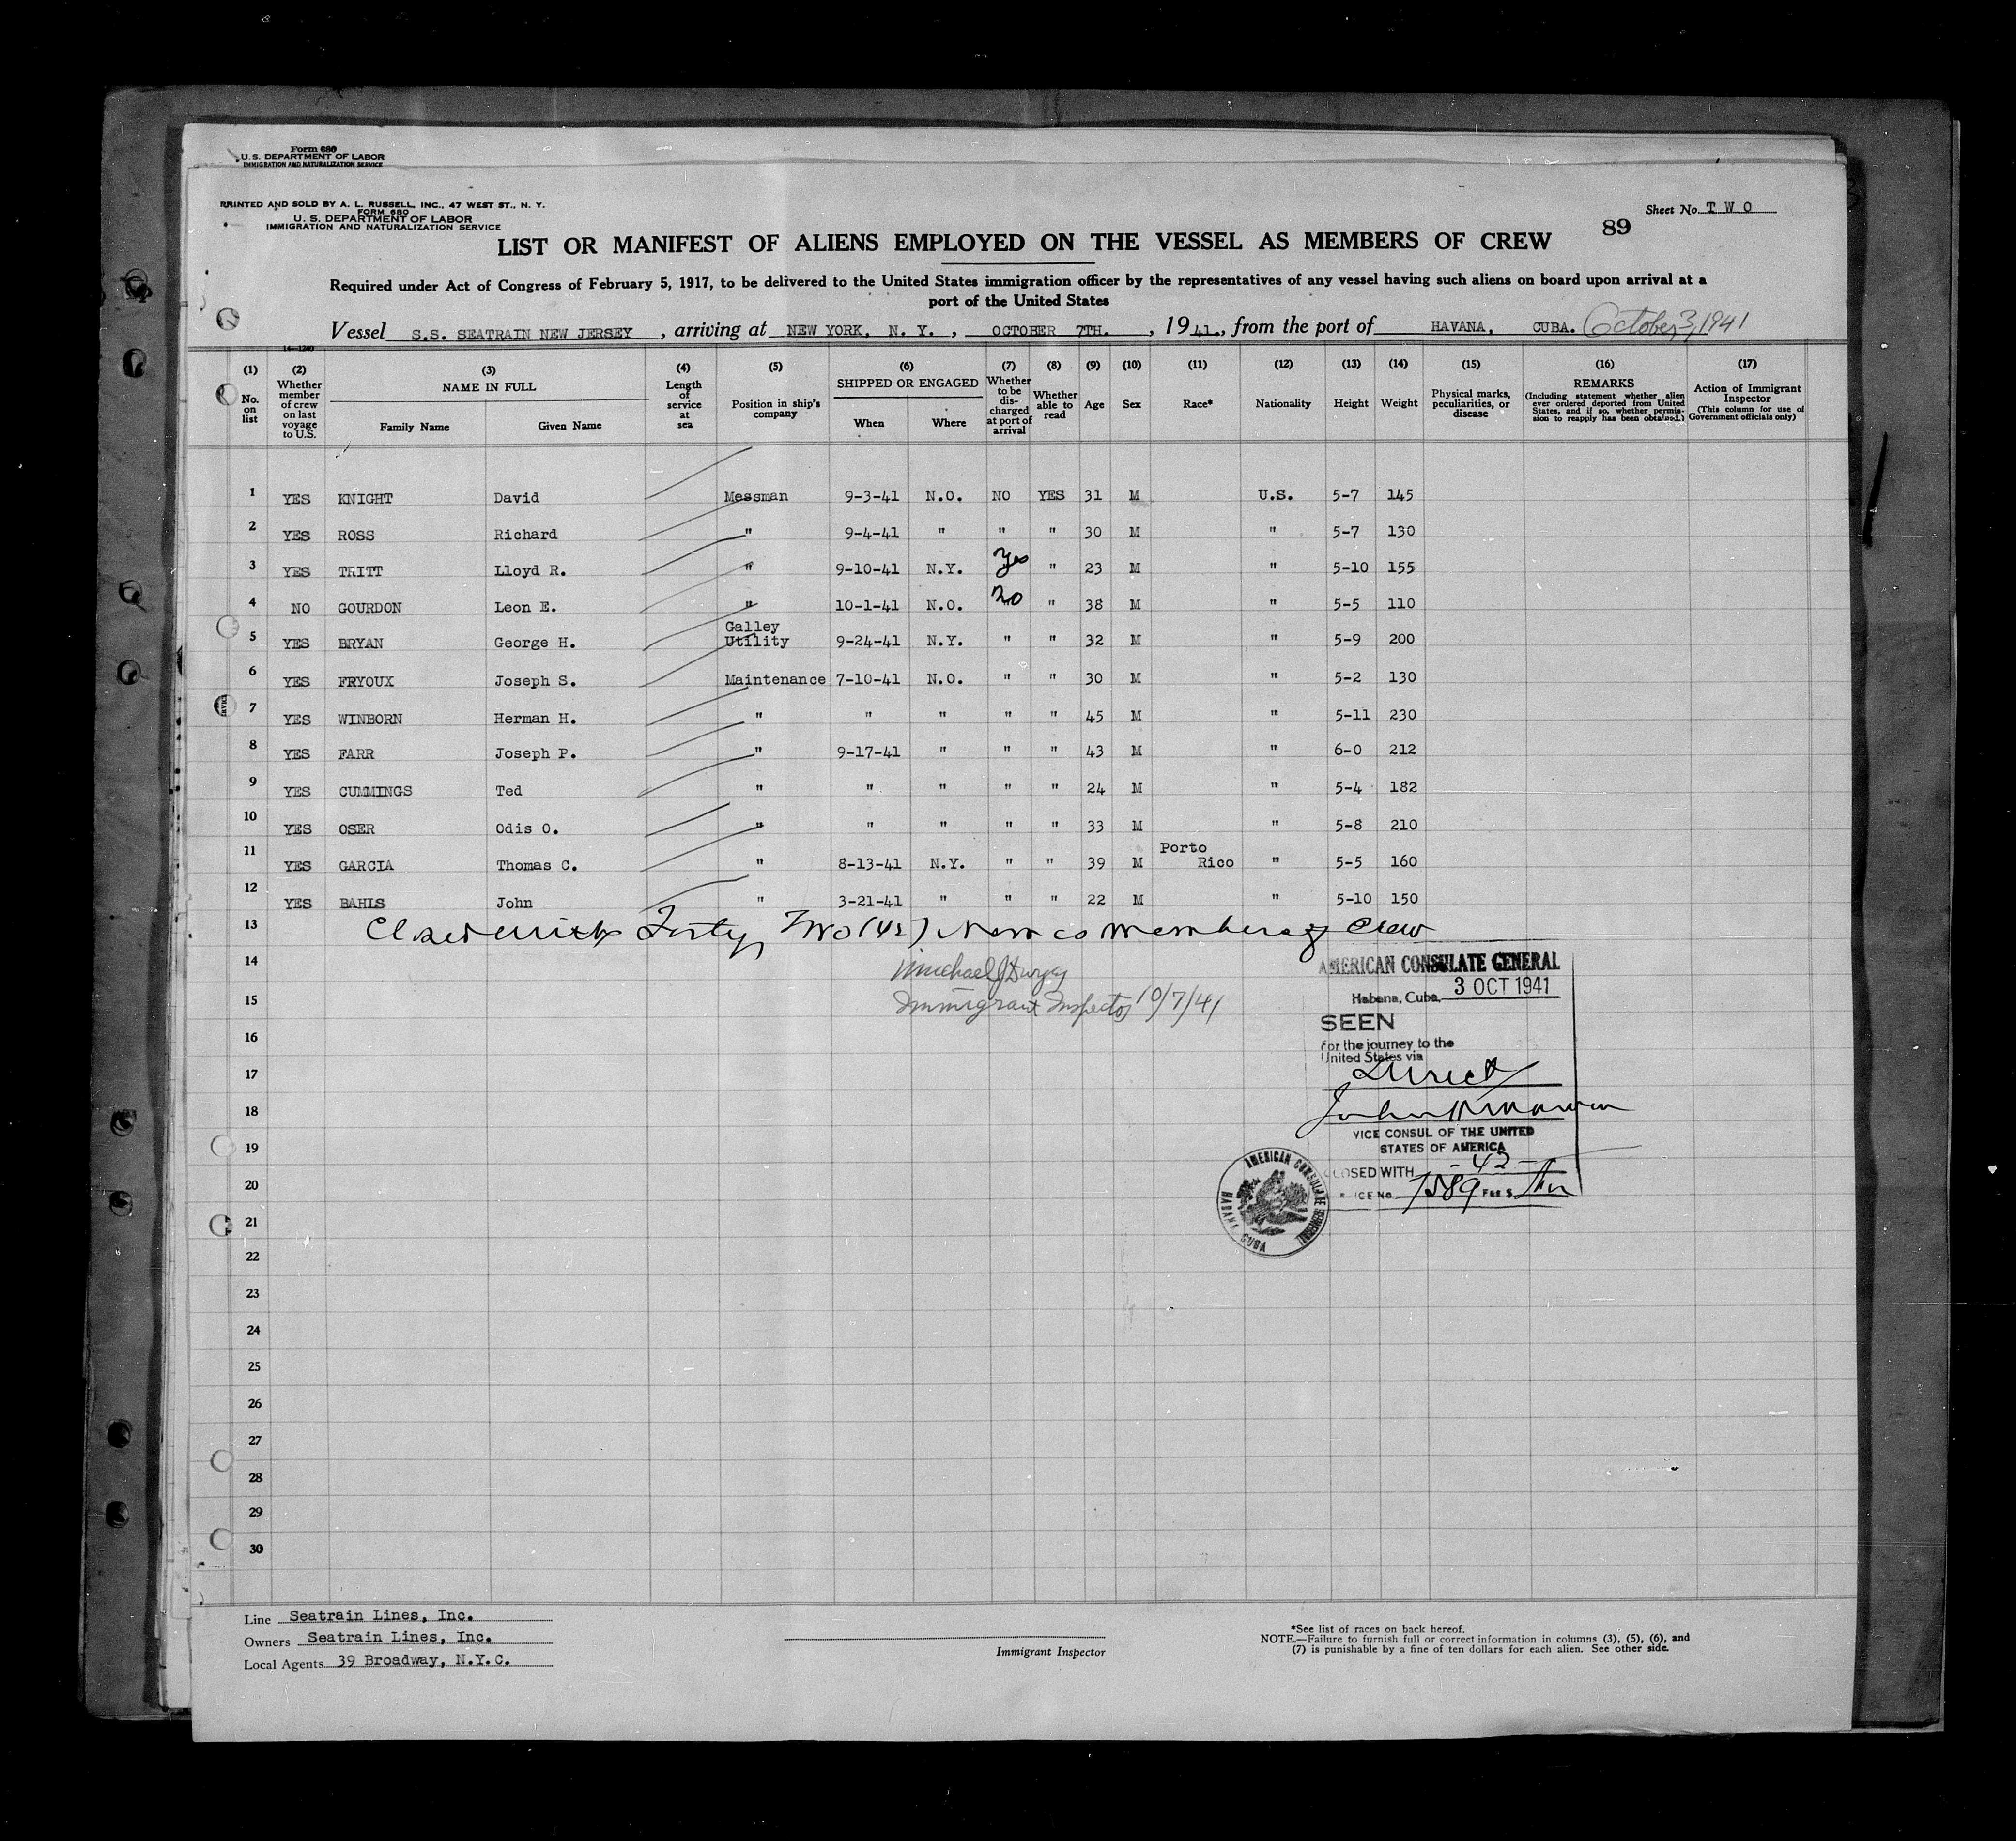 Form 680
U.S. DEPARTMENT OF LABOR
IMMIGRATION AND NATURALIZATION SERVICE
PRINTED AND SOLD BY A. L. RUSSELL, INC., 47 WEST ST., N. Y.
FORM 680
U. S. DEPARTMENT OF LABOR
IMMIGRATION AND NATURALIZATION SERVICE
Sheet No. TWO
89
LIST OR MANIFEST OF ALIENS EMPLOYED ON THE VESSEL AS MEMBERS OF CREW
Required under Act of Congress of February 5, 1917, to be delivered to the United States immigration officer by the representatives of any vessel having such aliens on board upon arrival at a
port of the United States
Vessel S.S. SEATRAIN NEW JERSEY, arriving at NEW YORK, N. Y., OCTOBER 7TH., 1941., from the port of HAVANA, CUBA. October 3, 1941
14-1240
(1) No. on list
(2) Whether member of crew on last voyage to U.S.
(3) NAME IN FULL Family Name Given Name
(4) Length of service at sea
(5) Position in ship's company
(6) SHIPPED OR ENGAGED When Where
(7) Whether to be discharged at port of arrival
(8) Whether able to read
(9) Age
(10) Sex
(11) Race*
(12) Nationality
(13) Height
(14) Weight
(15) Physical marks, peculiarities, or disease
(16) REMARKS (Including statement whether alien ever ordered deported from United States, and if so, whether permission to reapply has been obtained.)
(17) Action of Immigrant Inspector (This column for use of Government officials only)
1 YES KNIGHT David Messman 9-3-41 N.O. NO YES 31 M U.S. 5-7 145
2 YES ROSS Richard " 9-4-41 " " " 30 M " 5-7 130
3 YES TRITT Lloyd R. " 9-10-41 N.Y. Yes " 23 M " 5-10 155
4 NO GOURDON Leon E. " 10-1-41 N.O. No " 38 M " 5-5 110
5 YES BRYAN George H. Galley Utility 9-24-41 N.Y. " " 32 M " 5-9 200
6 YES FRYOUX Joseph S. Maintenance 7-10-41 N.O. " " 30 M " 5-2 130
7 YES WINBORN Herman H. " " " " " 45 M " 5-11 230
8 YES FARR Joseph P. " 9-17-41 " " " 43 M " 6-0 212
9 YES CUMMINGS Ted " " " " " 24 M " 5-4 182
10 YES OSER Odis O. " " " " " 33 M " 5-8 210
11 YES GARCIA Thomas C. " 8-13-41 N.Y. " " 39 M Porto Rico " 5-5 160
12 YES BAHLS John " 3-21-41 " " " 22 M " 5-10 150
13 Closed with Forty Two (42) Names Members of Crew
14 Michael J Dwyer
15 Immigrant Inspector 10/7/41
16
17
18
19
20
21
22
23
24
25
26
27
28
29
30
AMERICAN CONSULATE GENERAL
Habana, Cuba, 3 OCT 1941
SEEN
for the journey to the
United States via
Direct
VICE CONSUL OF THE UNITED
STATES OF AMERICA
CLOSED WITH - 42 -
ICE No. 7589 FEE $
AMERICAN CONSULATE GENERAL
HABANA CUBA
Line Seatrain Lines, Inc.
Owners Seatrain Lines, Inc.
Local Agents 39 Broadway, N.Y.C.
Immigrant Inspector
*See list of races on back hereof.
NOTE.—Failure to furnish full or correct information in columns (3), (5), (6), and
(7) is punishable by a fine of ten dollars for each alien. See other side.